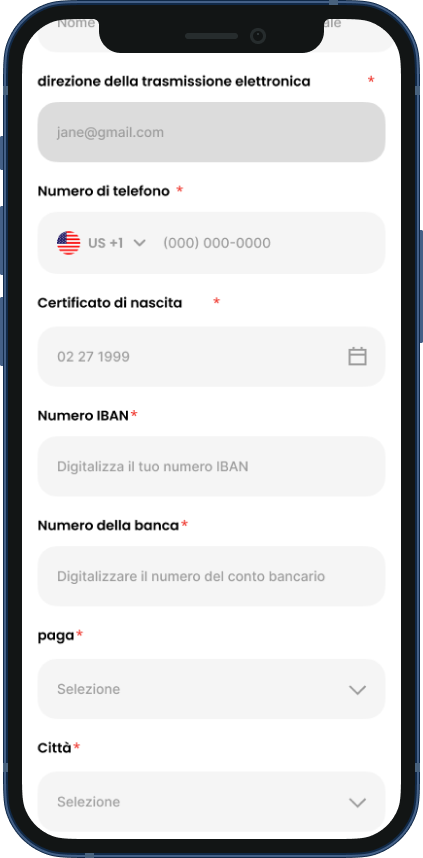 Nome
ale
direzione della trasmissione elettronica *
jane@gmail.com
Numero di telefono *
US +1 (000) 000-0000
Certificato di nascita *
02 27 1999
Numero IBAN*
Digitalizza il tuo numero IBAN
Numero della banca*
Digitalizzare il numero del conto bancario
paga*
Selezione
Città*
Selezione